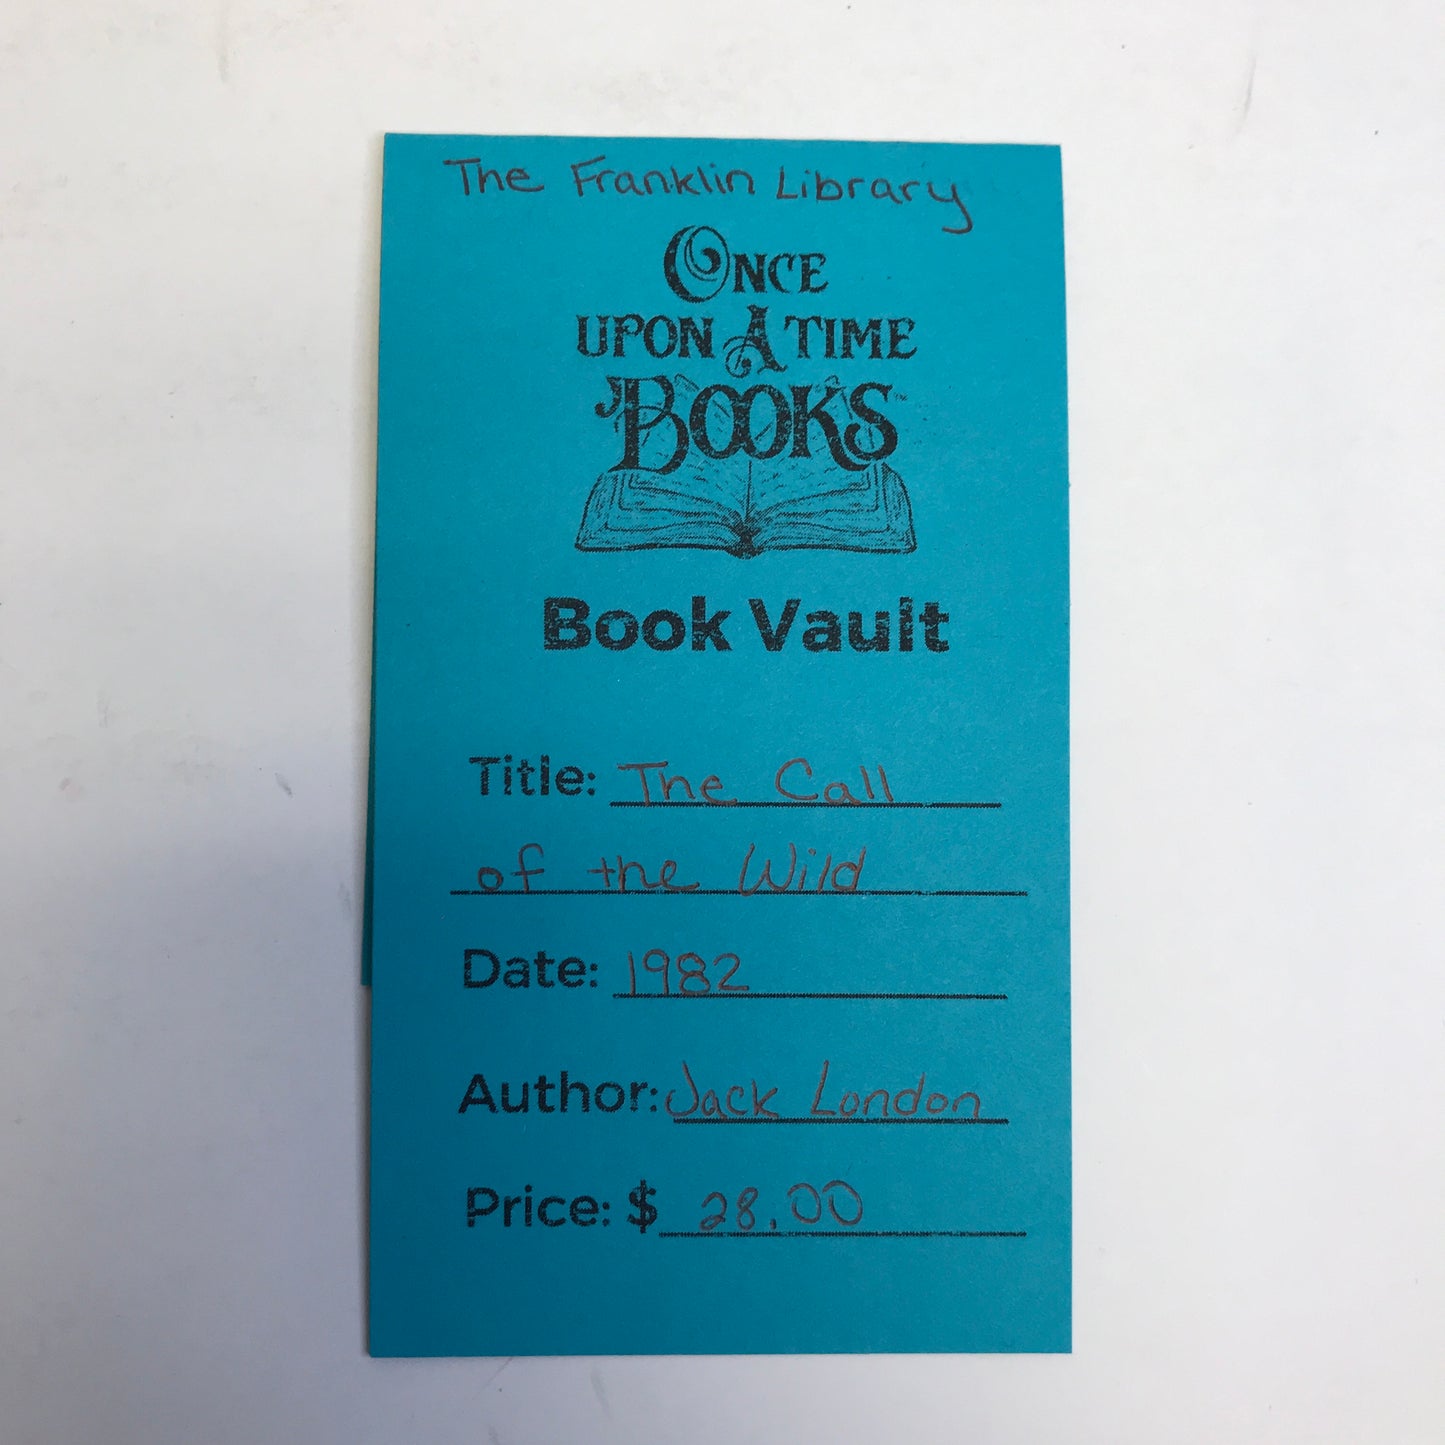 The Franklin Library
ONCE
UPON A TIME
BOOKS
Book Vault
Title: The Call
of the Wild
Date: 1982
Author: Jack London
Price: $ 28.00